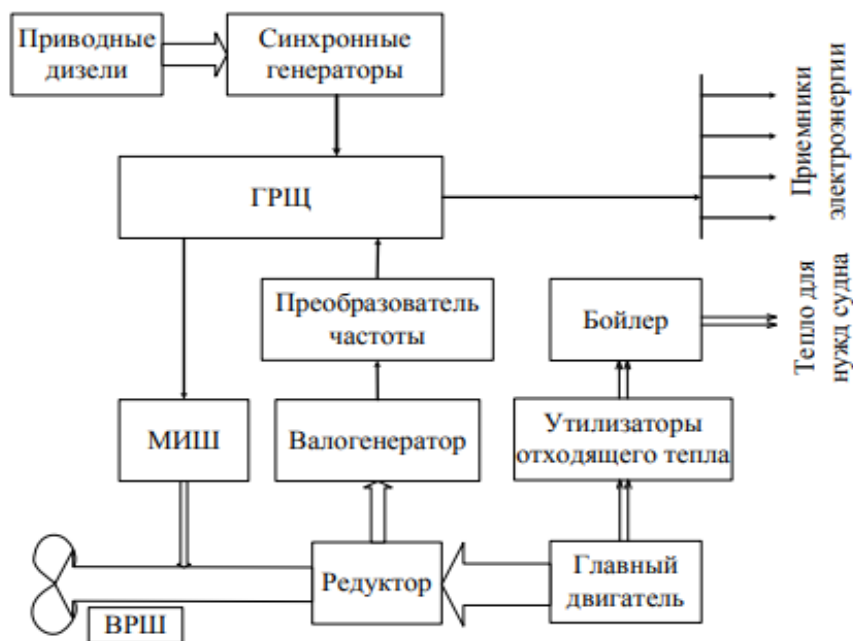 Приводные
дизели
Синхронные
генераторы
ГРЩ
Приемники
электроэнергии
Преобразователь
частоты
Бойлер
Тепло для
нужд судна
МИШ
Валогенератор
Утилизаторы
отходящего тепла
Редуктор
Главный
двигатель
ВРШ